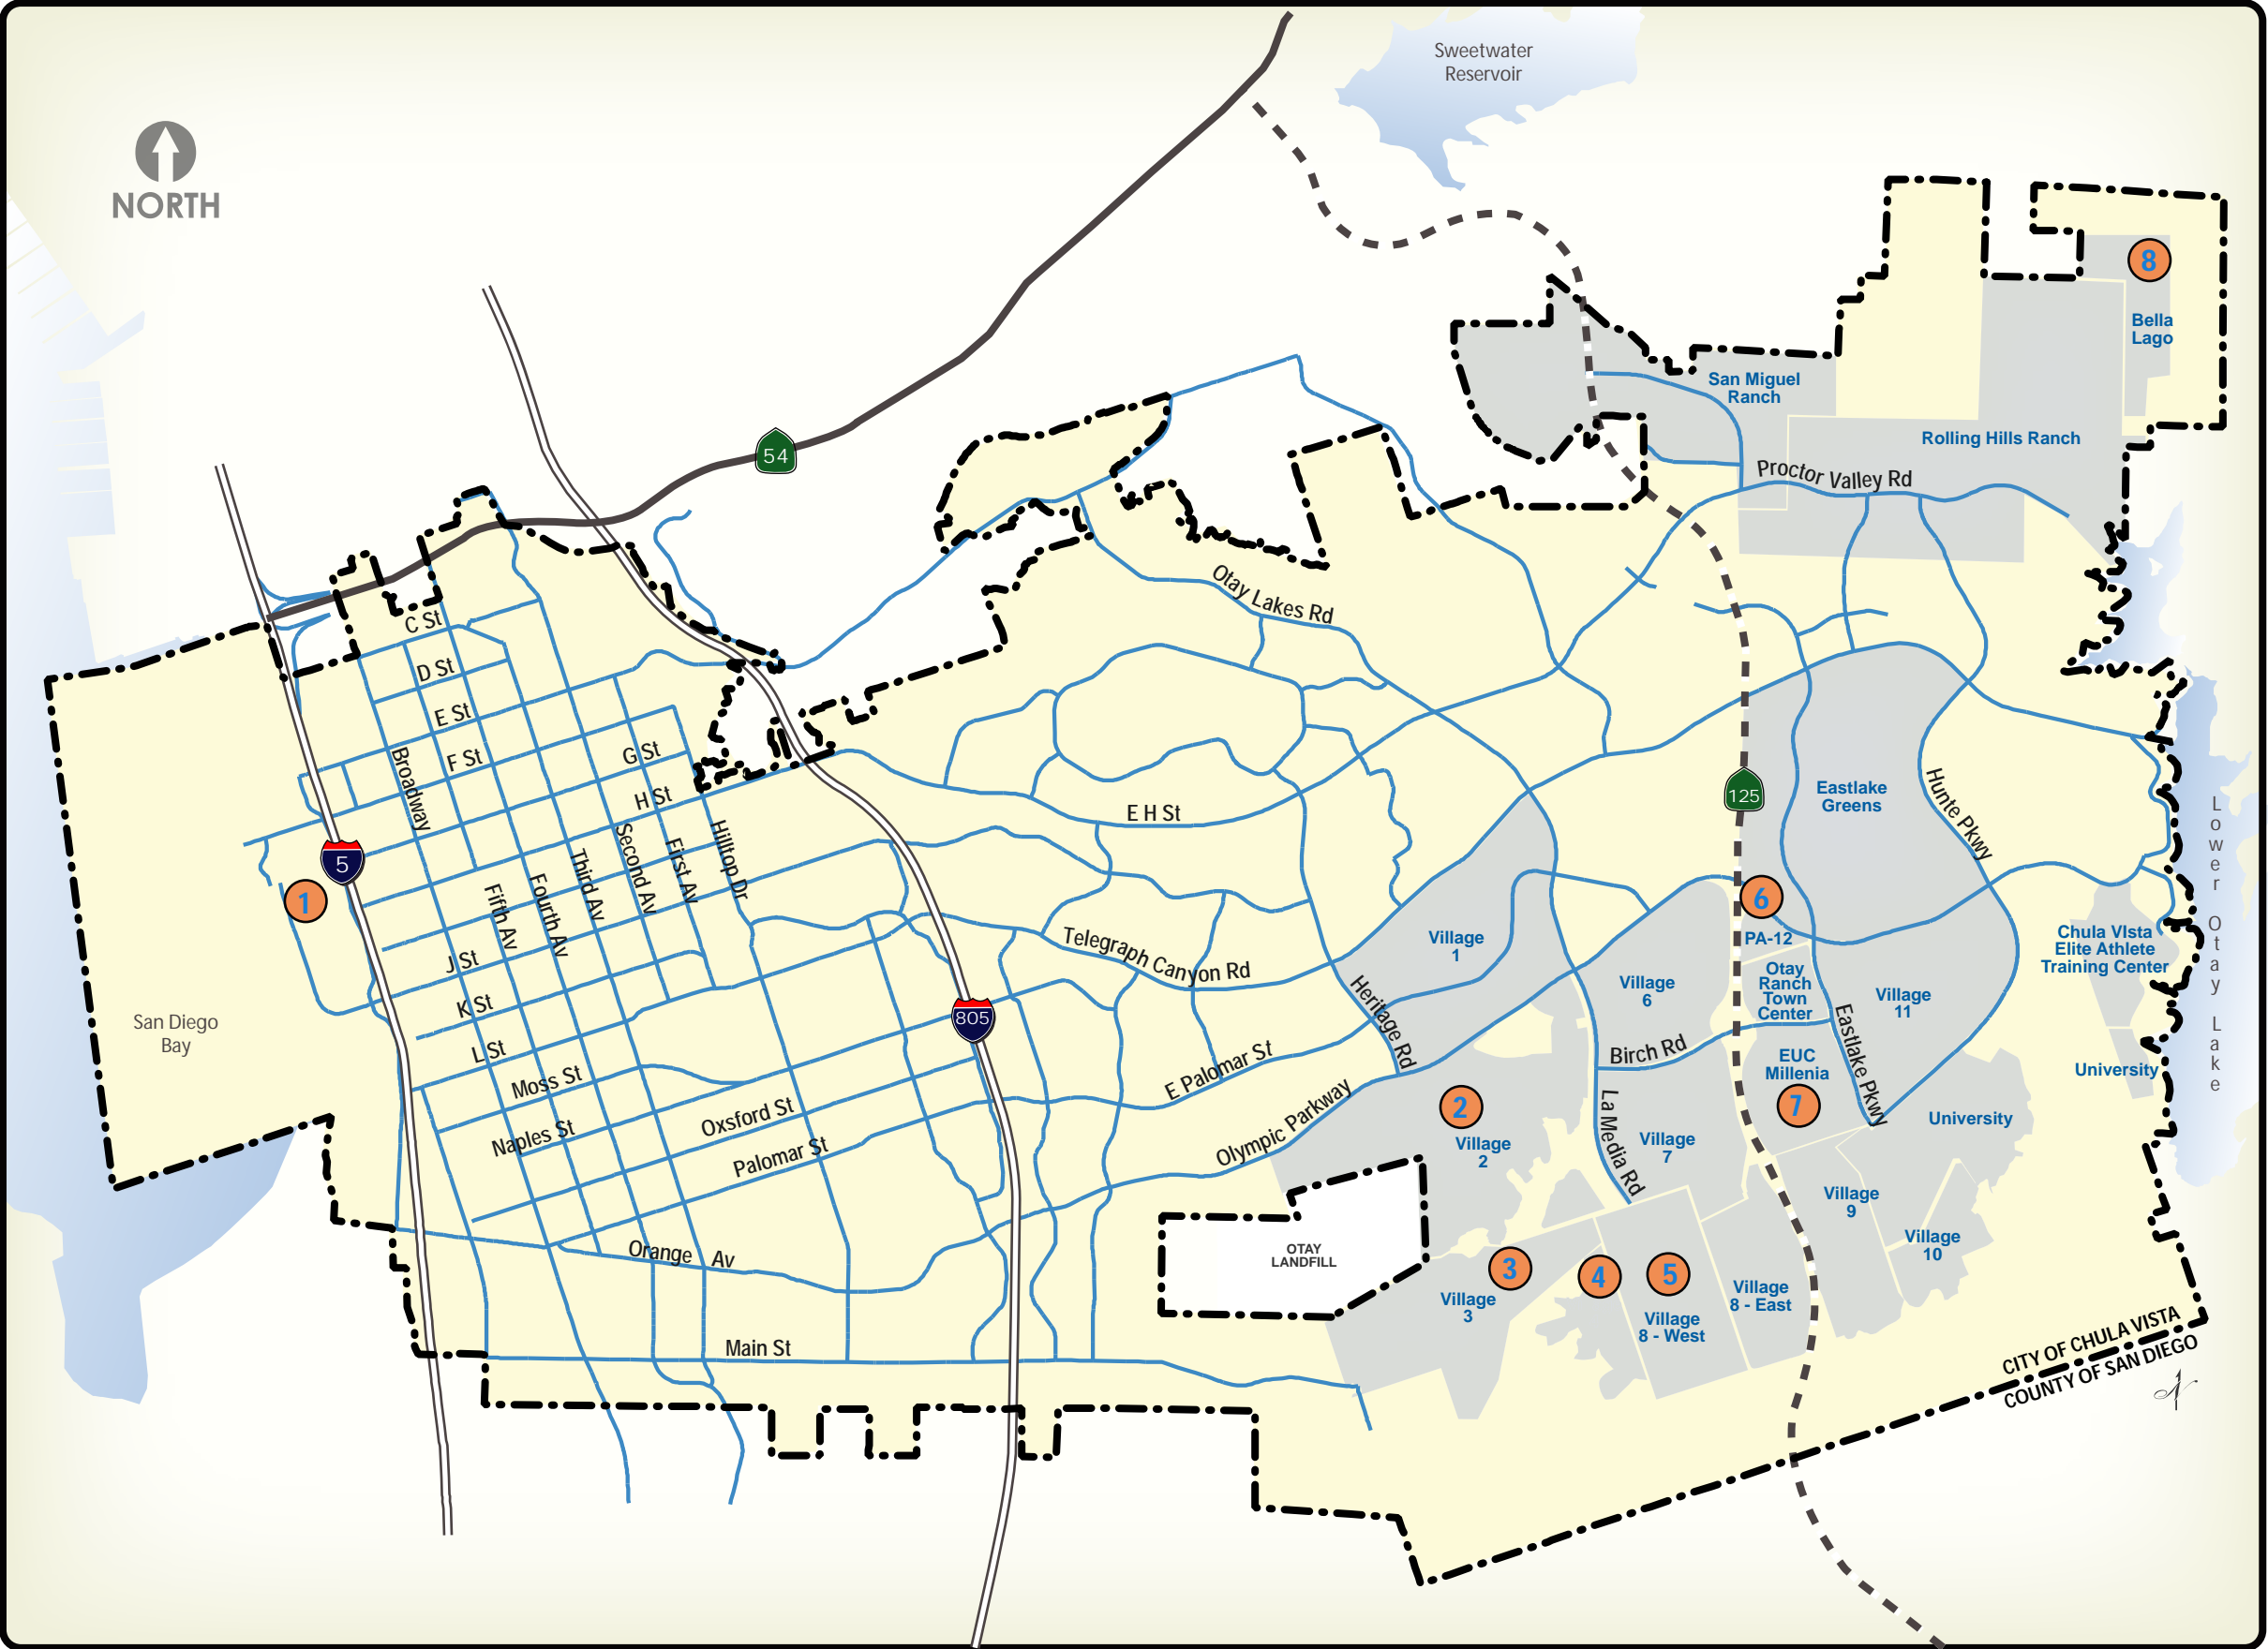 Sweetwater
Reservoir
NORTH
8
Bella
Lago
San Miguel
Ranch
Rolling Hills Ranch
Proctor Valley Rd
54
Otay Lakes Rd
C St
D St
E St
F St
G St
H St
Broadway
E H St
125
Eastlake
Greens
Hunte Pkwy
Lower Otay Lake
5
1
Fifth Av
Fourth Av
Third Av
Second Av
First Av
Hilltop Dr
6
PA-12
Village
1
Telegraph Canyon Rd
Chula VIsta
Elite Athlete
Training Center
J St
K St
L St
Moss St
Naples St
Oxsford St
Palomar St
805
San Diego
Bay
Heritage Rd
Village
6
Otay
Ranch
Town
Center
Village
11
Eastlake Pkwy
Birch Rd
EUC
Millenia
7
University
University
E Palomar St
Olympic Parkway
2
Village
2
La Media Rd
Village
7
Village
9
Village
10
Orange Av
OTAY
LANDFILL
3
Village
3
4
5
Village
8 - West
Village
8 - East
Main St
CITY OF CHULA VISTA
COUNTY OF SAN DIEGO